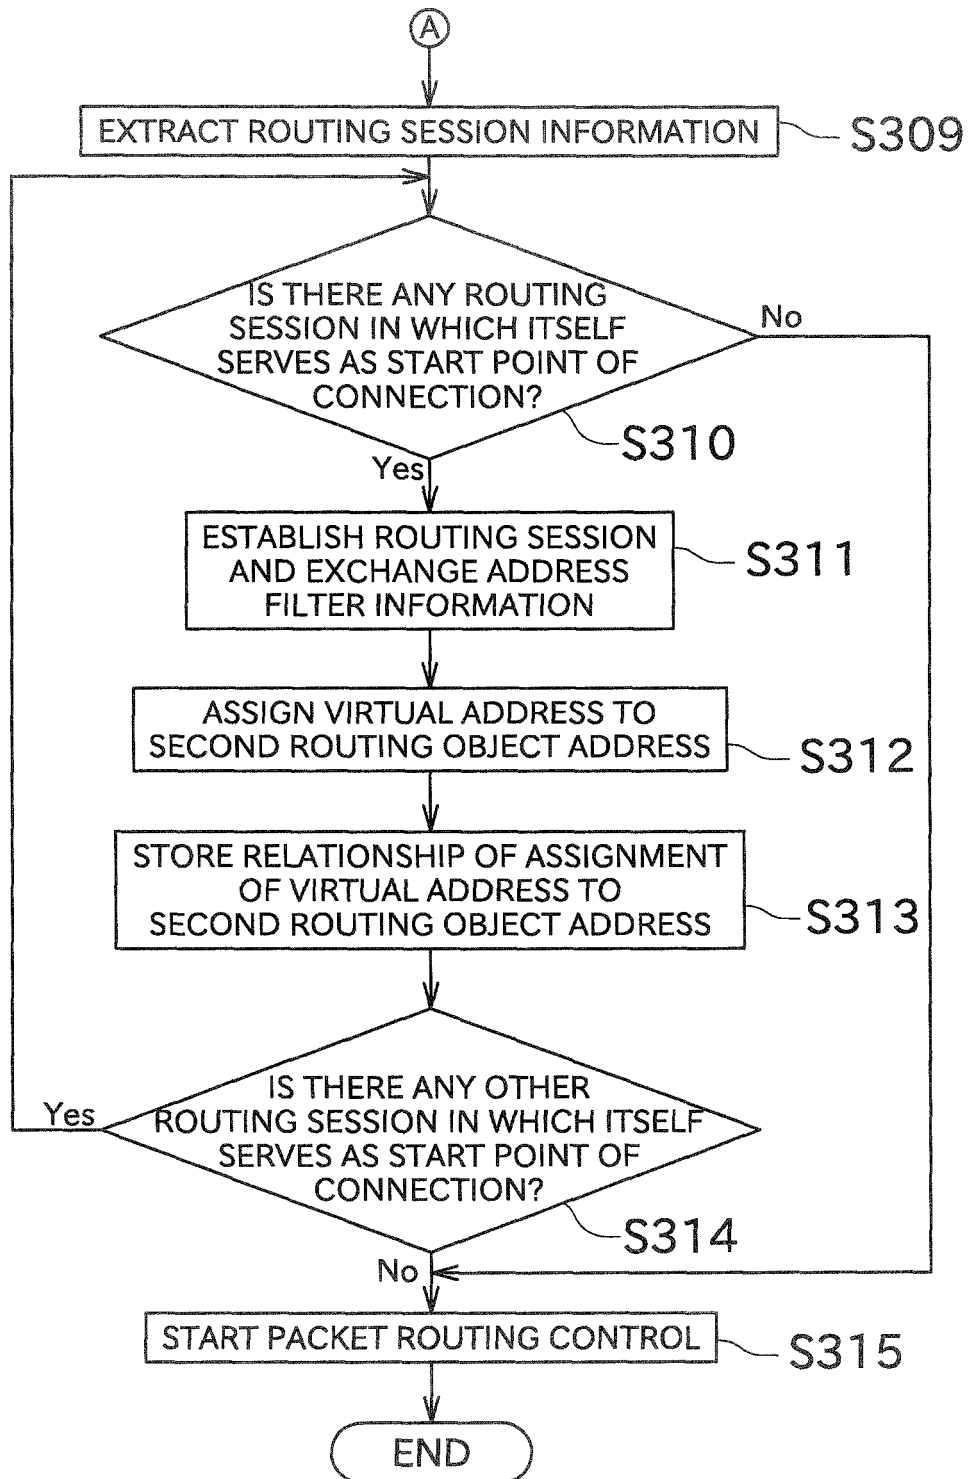 A
EXTRACT ROUTING SESSION INFORMATION
S309
IS THERE ANY ROUTING
SESSION IN WHICH ITSELF
SERVES AS START POINT OF
CONNECTION?
No
S310
Yes
ESTABLISH ROUTING SESSION
AND EXCHANGE ADDRESS
FILTER INFORMATION
S311
ASSIGN VIRTUAL ADDRESS TO
SECOND ROUTING OBJECT ADDRESS
S312
STORE RELATIONSHIP OF ASSIGNMENT
OF VIRTUAL ADDRESS TO
SECOND ROUTING OBJECT ADDRESS
S313
IS THERE ANY OTHER
ROUTING SESSION IN WHICH ITSELF
SERVES AS START POINT OF
CONNECTION?
Yes
S314
No
START PACKET ROUTING CONTROL
S315
END